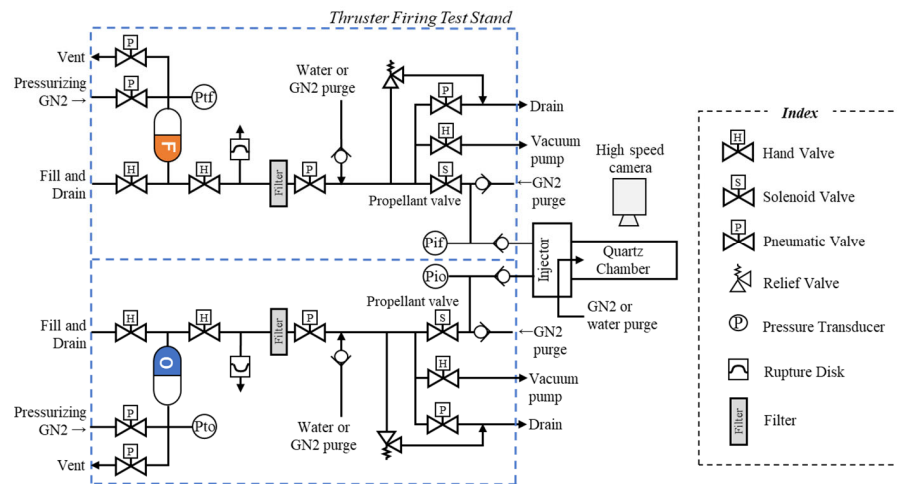 Thruster Firing Test Stand
P
Vent
Pressurizing
GN2 →
P
Ptf
F
Water or
GN2 purge
P
Drain
H
Vacuum
pump
Fill and
Drain
H
H
Filter
P
S
Propellant valve
←GN2
purge
High speed
camera
Pif
Injector
Quartz
Chamber
Pio
GN2 or
water purge
Propellant valve
Fill and
Drain
H
H
Filter
P
S
←GN2
purge
O
H
Vacuum
pump
Pressurizing
GN2 →
P
Pto
Water or
GN2 purge
P
Drain
Vent
P
Index
H
Hand Valve
S
Solenoid Valve
P
Pneumatic Valve
Relief Valve
P
Pressure Transducer
Rupture Disk
Filter
Filter